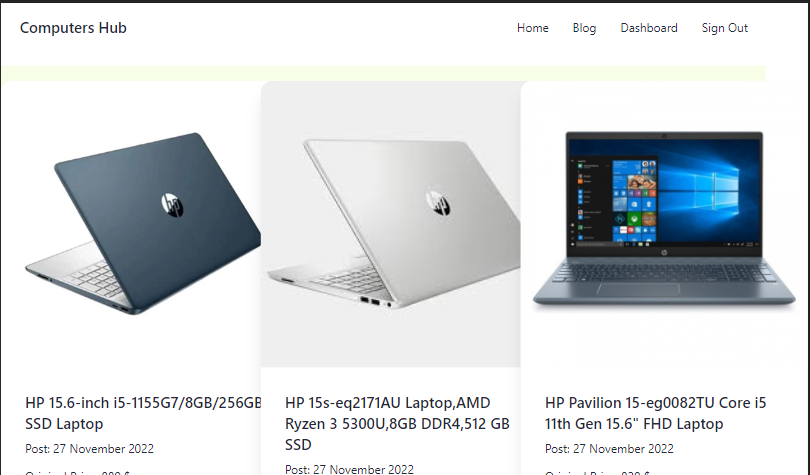 Computers Hub
Home Blog Dashboard Sign Out
hp
hp
HP 15.6-inch i5-1155G7/8GB/256GB
SSD Laptop
Post: 27 November 2022
HP 15s-eq2171AU Laptop,AMD
Ryzen 3 5300U,8GB DDR4,512 GB
SSD
Post: 27 November 2022
HP Pavilion 15-eg0082TU Core i5
11th Gen 15.6" FHD Laptop
Post: 27 November 2022